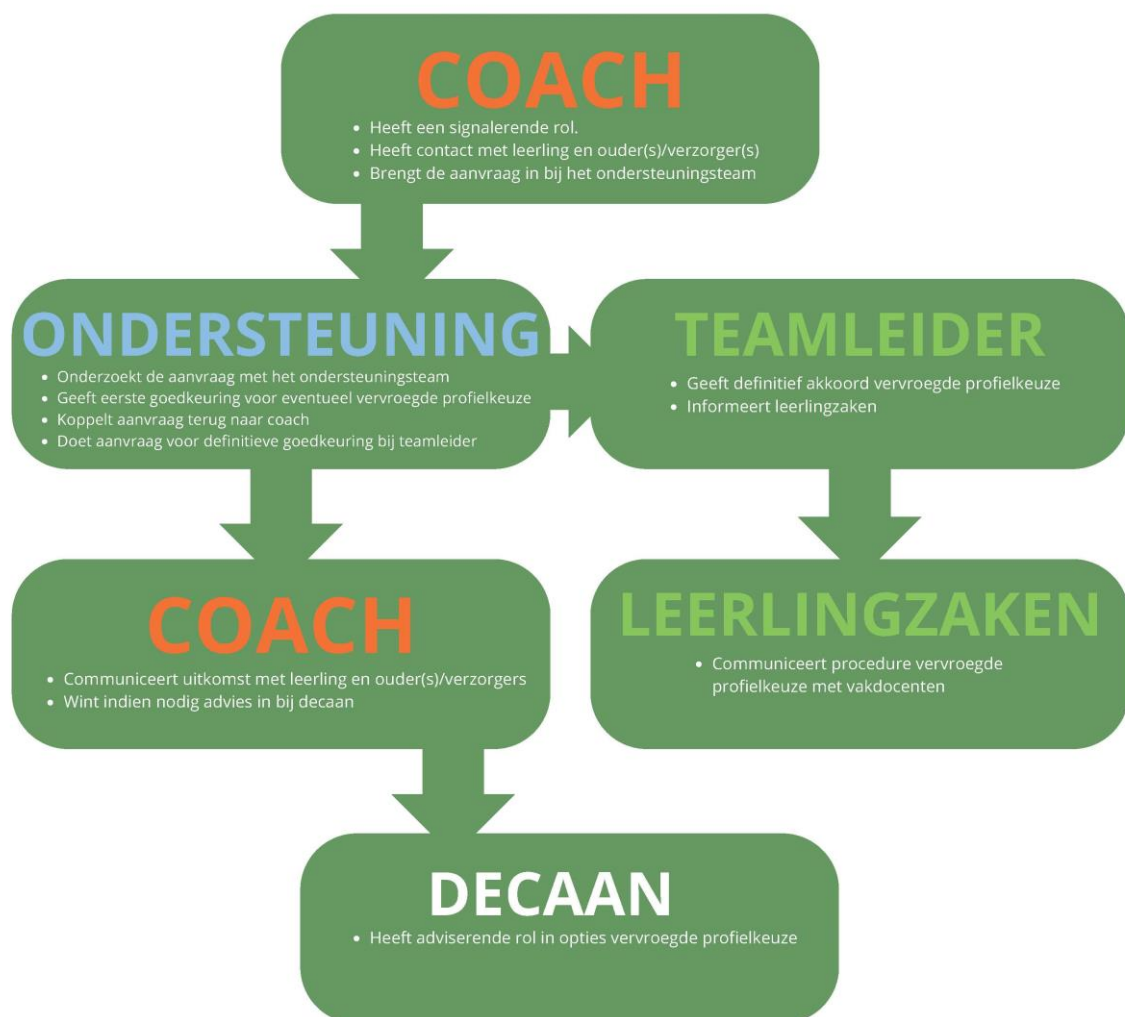 COACH
• Heeft een signalerende rol.
• Heeft contact met leerling en ouder(s)/verzorger(s)
• Brengt de aanvraag in bij het ondersteuningsteam
ONDERSTEUNING
• Onderzoekt de aanvraag met het ondersteuningsteam
• Geeft eerste goedkeuring voor eventueel vervroegde profielkeuze
• Koppelt aanvraag terug naar coach
• Doet aanvraag voor definitieve goedkeuring bij teamleider
TEAMLEIDER
• Geeft definitief akkoord vervroegde profielkeuze
• Informeert leerlingzaken
COACH
• Communiceert uitkomst met leerling en ouder(s)/verzorgers
• Wint indien nodig advies in bij decaan
LEERLINGZAKEN
• Communiceert procedure vervroegde
profielkeuze met vakdocenten
DECAAN
• Heeft adviserende rol in opties vervroegde profielkeuze